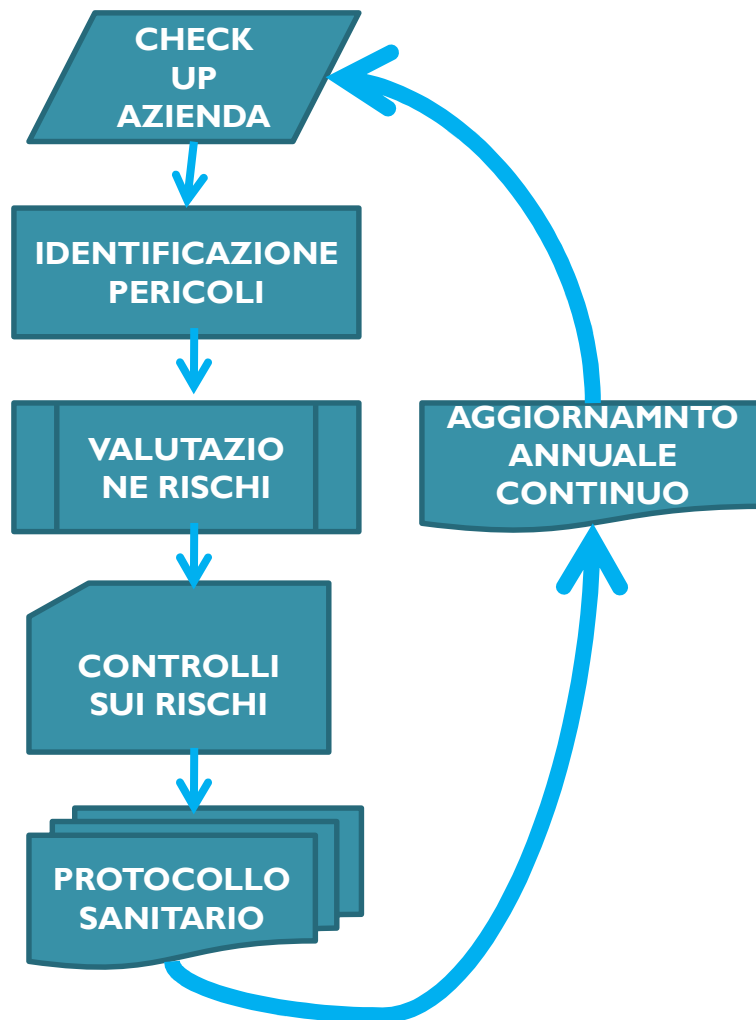 CHECK
UP
AZIENDA
IDENTIFICAZIONE
PERICOLI
VALUTAZIO
NE RISCHI
CONTROLLI
SUI RISCHI
PROTOCOLLO
SANITARIO
AGGIORNAMNTO
ANNUALE
CONTINUO